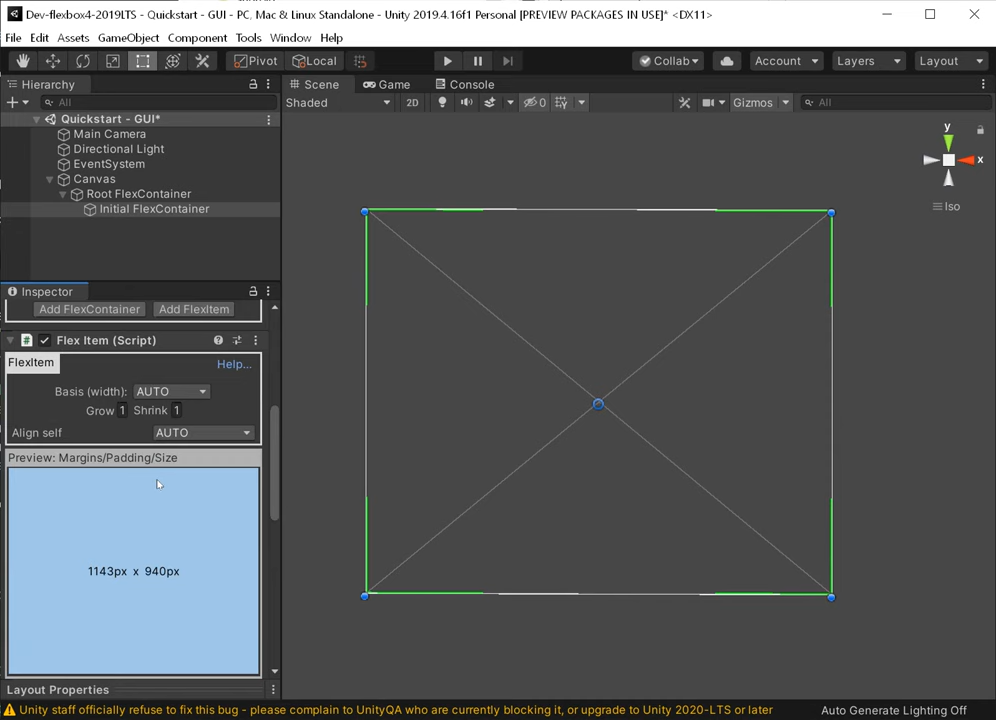 Dev-flexbox4-2019LTS - Quickstart - GUI - PC, Mac & Linux Standalone - Unity 2019.4.16f1 Personal [PREVIEW PACKAGES IN USE]* <DX11>
File Edit Assets GameObject Component Tools Window Help
Pivot Local Collab Account Layers Layout
Hierarchy Scene Game Console
All Shaded 2D 0 Gizmos All
Quickstart - GUI*
Main Camera
Directional Light
EventSystem
Canvas
Root FlexContainer
Initial FlexContainer
y
x
Iso
Inspector
Add FlexContainer Add FlexItem
# Flex Item (Script)
FlexItem Help...
Basis (width): AUTO
Grow 1 Shrink 1
Align self AUTO
Preview: Margins/Padding/Size
1143px x 940px
Layout Properties
Unity staff officially refuse to fix this bug - please complain to UnityQA who are currently blocking it, or upgrade to Unity 2020-LTS or later
Auto Generate Lighting Off